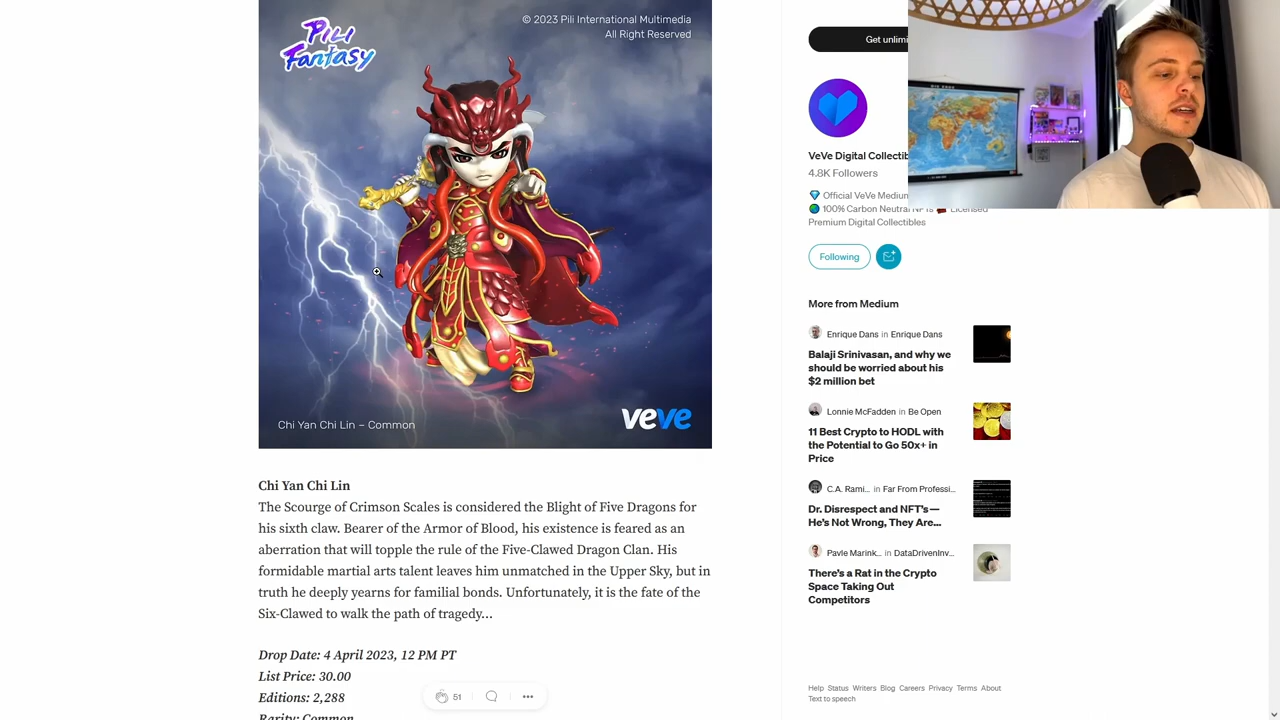 Pili
Fantasy
© 2023 Pili International Multimedia
All Right Reserved
Chi Yan Chi Lin – Common
veve
Chi Yan Chi Lin
The Scourge of Crimson Scales is considered the Blight of Five Dragons for
his sixth claw. Bearer of the Armor of Blood, his existence is feared as an
aberration that will topple the rule of the Five-Clawed Dragon Clan. His
formidable martial arts talent leaves him unmatched in the Upper Sky, but in
truth he deeply yearns for familial bonds. Unfortunately, it is the fate of the
Six-Clawed to walk the path of tragedy…
Drop Date: 4 April 2023, 12 PM PT
List Price: 30.00
Editions: 2,288
Rarity: Common
51
Get unlimi
VeVe Digital Collectib
4.8K Followers
Official VeVe Medium
100% Carbon Neutral NFTs Licensed
Premium Digital Collectibles
Following
More from Medium
Enrique Dans in Enrique Dans
Balaji Srinivasan, and why we
should be worried about his
$2 million bet
Lonnie McFadden in Be Open
11 Best Crypto to HODL with
the Potential to Go 50x+ in
Price
C.A. Rami... in Far From Professi...
Dr. Disrespect and NFT's—
He's Not Wrong, They Are...
Pavle Marink... in DataDrivenInv...
There's a Rat in the Crypto
Space Taking Out
Competitors
Help Status Writers Blog Careers Privacy Terms About
Text to speech